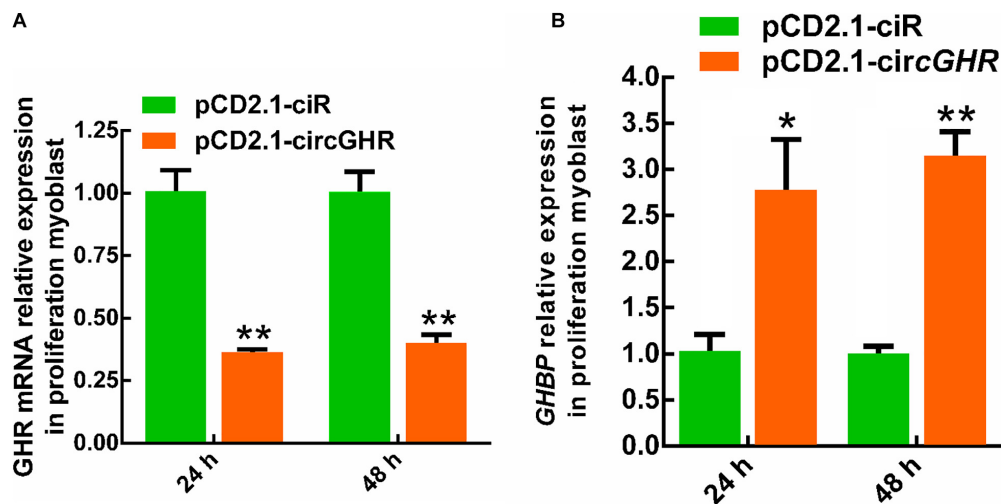 A
pCD2.1-ciR
pCD2.1-circGHR
GHR mRNA relative expression
in proliferation myoblast
1.25
1.00
0.75
0.50
0.25
0.00
**
**
24 h
48 h
B
pCD2.1-ciR
pCD2.1-circGHR
GHBP relative expression
in proliferation myoblast
4.0
3.5
3.0
2.5
2.0
1.5
1.0
0.5
0.0
*
**
24 h
48 h